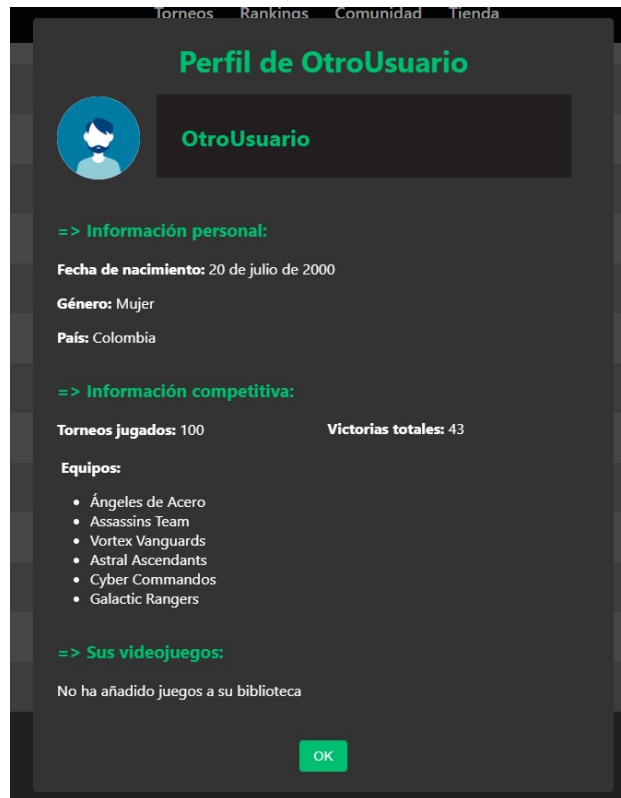 Torneos Rankings Comunidad Tienda
Perfil de OtroUsuario
OtroUsuario
=> Información personal:
Fecha de nacimiento: 20 de julio de 2000
Género: Mujer
País: Colombia
=> Información competitiva:
Torneos jugados: 100 Victorias totales: 43
Equipos:
• Ángeles de Acero
• Assassins Team
• Vortex Vanguards
• Astral Ascendants
• Cyber Commandos
• Galactic Rangers
=> Sus videojuegos:
No ha añadido juegos a su biblioteca
OK